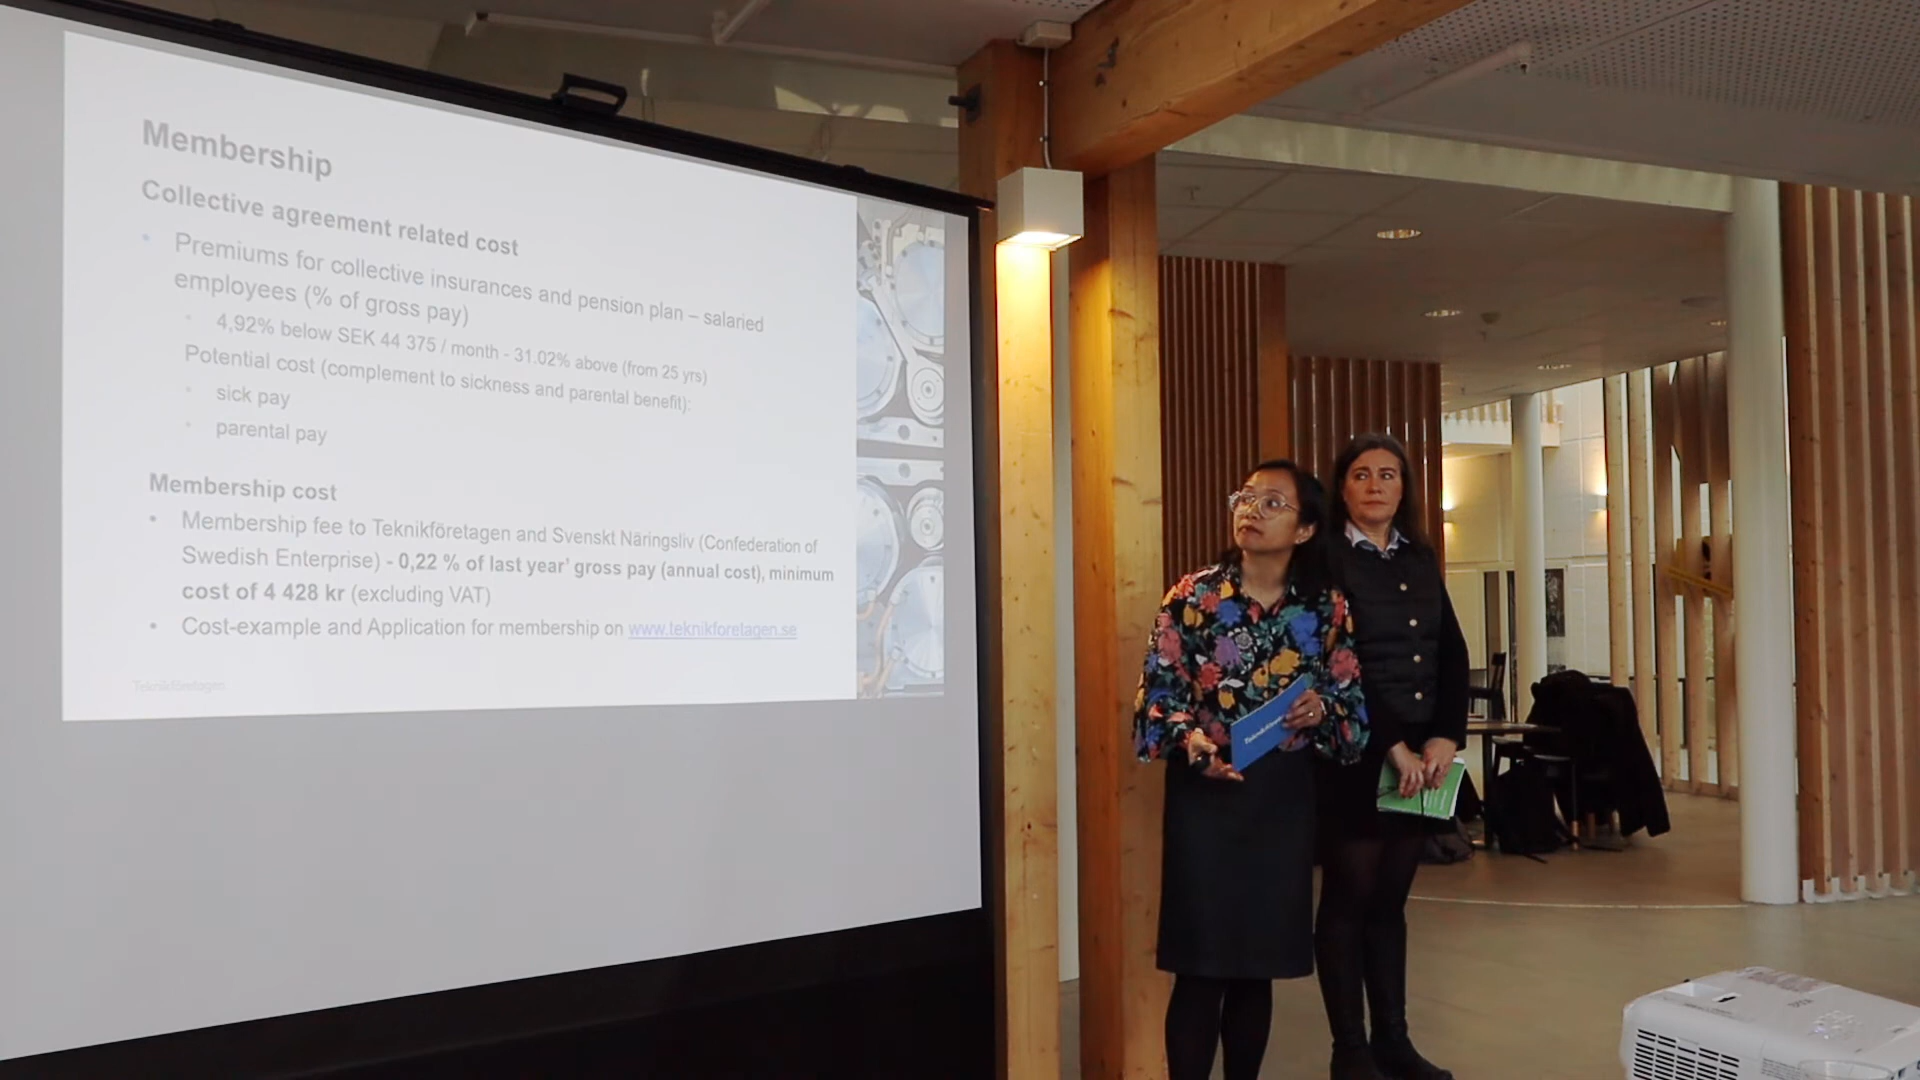 Membership
Collective agreement related cost
• Premiums for collective insurances and pension plan – salaried
employees (% of gross pay)
• 4,92% below SEK 44 375 / month - 31.02% above (from 25 yrs)
Potential cost (complement to sickness and parental benefit):
• sick pay
• parental pay
Membership cost
• Membership fee to Teknikföretagen and Svenskt Näringsliv (Confederation of
Swedish Enterprise) - 0,22 % of last year' gross pay (annual cost), minimum
cost of 4 428 kr (excluding VAT)
• Cost-example and Application for membership on www.teknikforetagen.se
Teknikföretagen